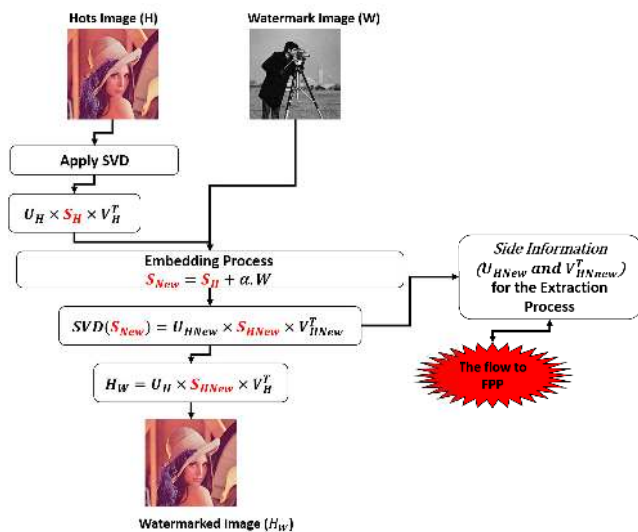 Hots Image (H)
Watermark Image (W)
Apply SVD
U_H × S_H × V_H^T
Embedding Process
S_New = S_H + α.W
SVD(S_New) = U_HNew × S_HNew × V_HNew^T
H_W = U_H × S_HNew × V_H^T
Watermarked Image (H_W)
Side Information
(U_HNew and V_HNnew^T)
for the Extraction
Process
The flow to
FPP